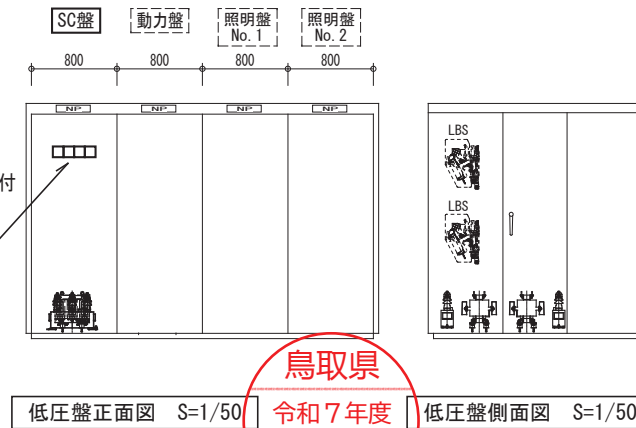 SC盤 動力盤 照明盤 No.1 照明盤 No.2
800 800 800 800
NP NP NP NP
LBS
付
LBS
鳥取県
令和7年度
低圧盤正面図 S=1/50
低圧盤側面図 S=1/50